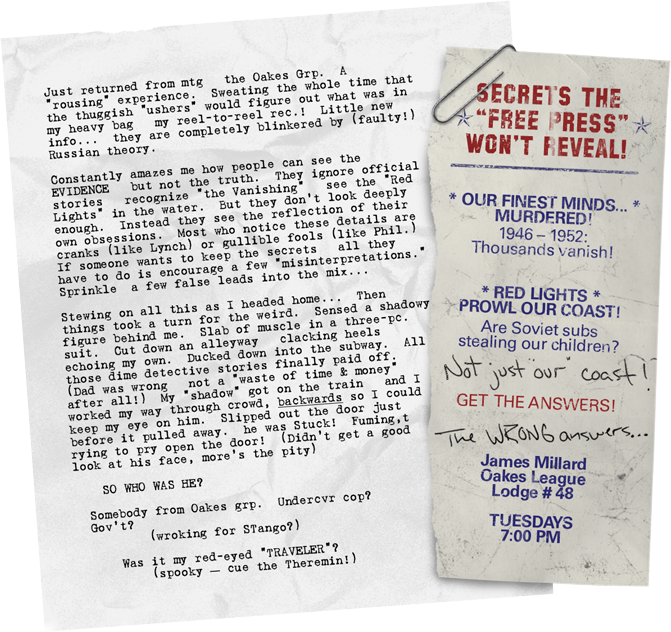 Just returned from mtg the Oakes Grp. A
"rousing" experience. Sweating the whole time that
the thuggish "ushers" would figure out what was in
my heavy bag my reel-to-reel rec.! Little new
info... they are completely blinkered by (faulty!)
Russian theory.
Constantly amazes me how people can see the
EVIDENCE but not the truth. They ignore official
stories recognize "the Vanishing" see the "Red
Lights" in the water. But they don't look deeply
enough. Instead they see the reflection of their
own obsessions. Most who notice these details are
cranks (like Lynch) or gullible fools (like Phil.)
If someone wants to keep the secrets all they
have to do is encourage a few "misinterpretations."
Sprinkle a few false leads into the mix...
Stewing on all this as I headed home... Then
things took a turn for the weird. Sensed a shadowy
figure behind me. Slab of muscle in a three-pc.
suit. Cut down an alleyway clacking heels
echoing my own. Ducked down into the subway. All
those dime detective stories finally paid off.
(Dad was wrong not a "waste of time & money"
after all!) My "shadow" got on the train and I
worked my way through crowd, backwards so I could
keep my eye on him. Slipped out the door just
before it pulled away. he was Stuck! Fuming,t
rying to pry open the door! (Didn't get a good
look at his face, more's the pity)
SO WHO WAS HE?
Somebody from Oakes grp. Undercvr cop?
Gov't?
(wroking for STango?)
Was it my red-eyed "TRAVELER"?
(spooky — cue the Theremin!)
SECRETS THE
"FREE PRESS"
WON'T REVEAL!
* OUR FINEST MINDS... *
MURDERED!
1946 – 1952:
Thousands vanish!
* RED LIGHTS *
PROWL OUR COAST!
Are Soviet subs
stealing our children?
Not just "our" coast!
GET THE ANSWERS!
The WRONG answers...
James Millard
Oakes League
Lodge # 48
TUESDAYS
7:00 PM